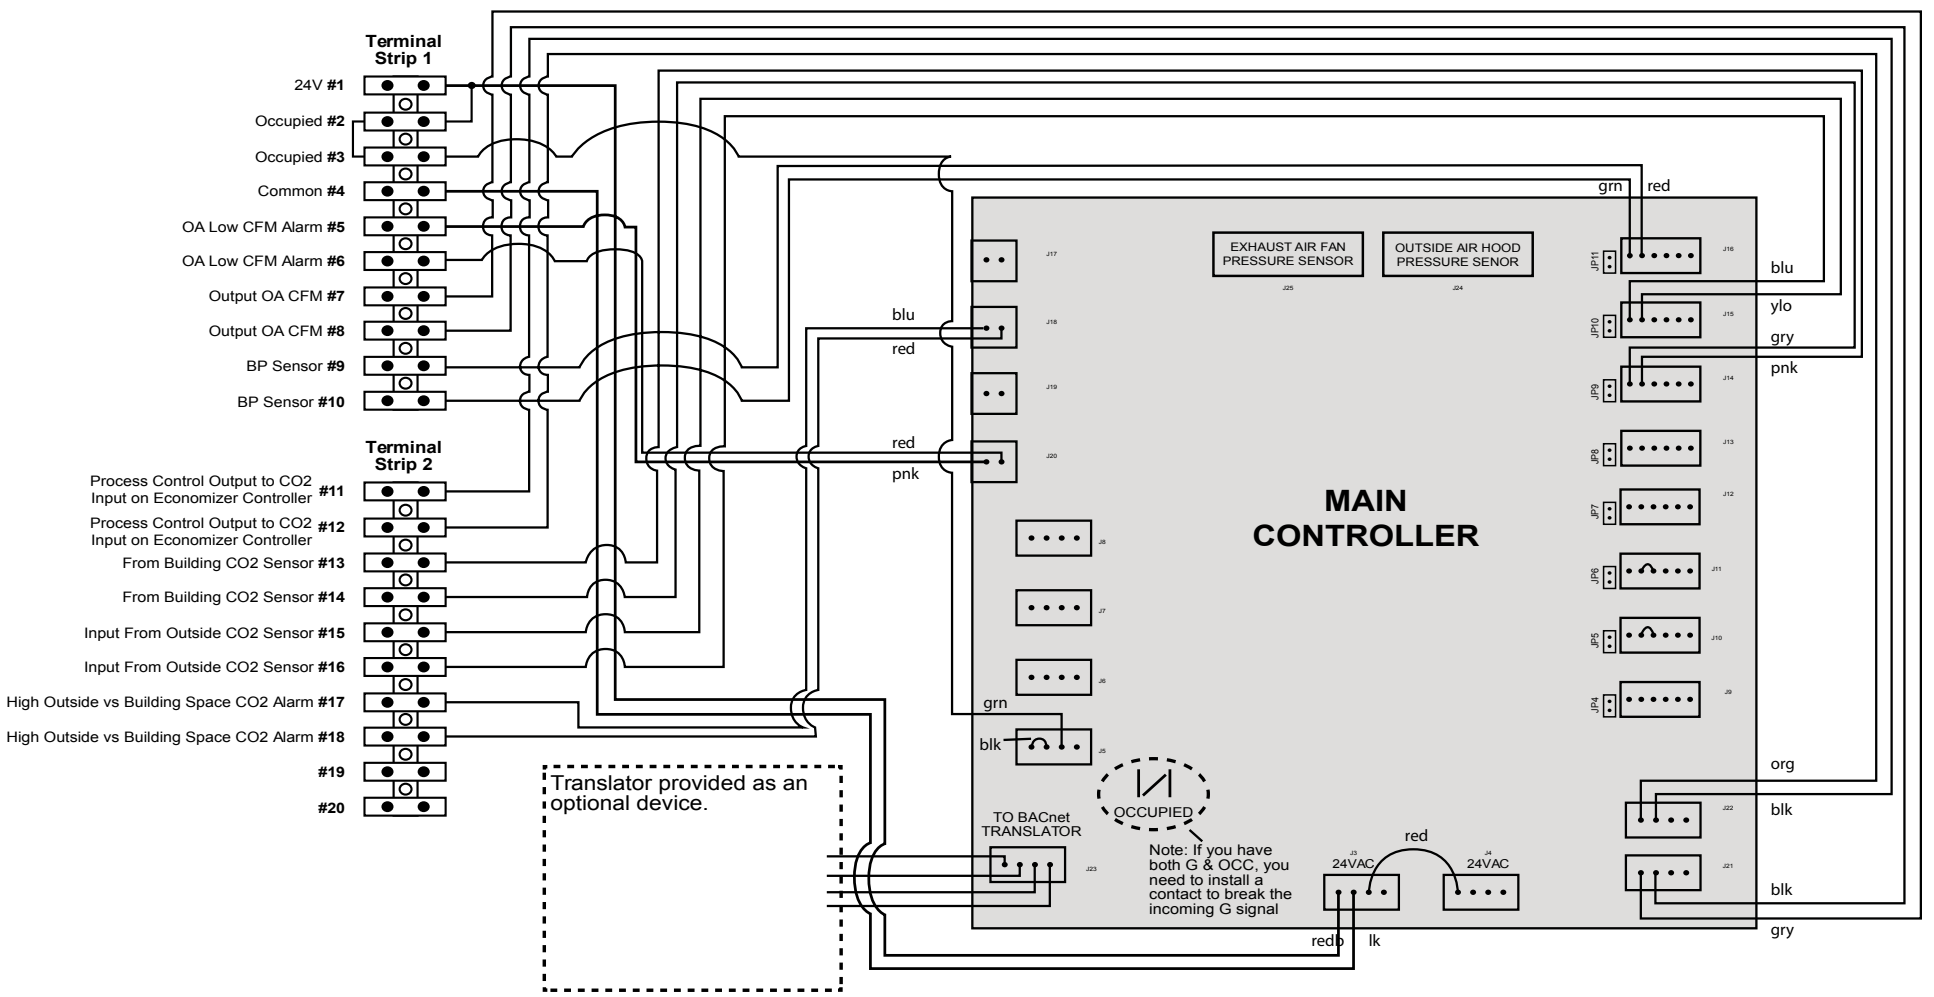 Terminal
Strip 1
24V #1
Occupied #2
Occupied #3
Common #4
OA Low CFM Alarm #5
OA Low CFM Alarm #6
Output OA CFM #7
Output OA CFM #8
BP Sensor #9
BP Sensor #10
Terminal
Strip 2
Process Control Output to CO2
Input on Economizer Controller #11
Process Control Output to CO2
Input on Economizer Controller #12
From Building CO2 Sensor #13
From Building CO2 Sensor #14
Input From Outside CO2 Sensor #15
Input From Outside CO2 Sensor #16
High Outside vs Building Space CO2 Alarm #17
High Outside vs Building Space CO2 Alarm #18
#19
#20
Translator provided as an
optional device.
blu
red
red
pnk
grn
blk
J17
J18
J19
J20
J8
J7
J6
J5
TO BACnet
TRANSLATOR
J23
OCCUPIED
Note: If you have
both G & OCC, you
need to install a
contact to break the
incoming G signal
EXHAUST AIR FAN
PRESSURE SENSOR
J25
OUTSIDE AIR HOOD
PRESSURE SENOR
J24
MAIN
CONTROLLER
red
J3
24VAC
J4
24VAC
redb
lk
grn
red
JP11
J16
blu
JP10
J15
ylo
gry
JP9
J14
pnk
JP8
J13
JP7
J12
JP6
J11
JP5
J10
JP4
J9
org
J22
blk
J21
blk
gry